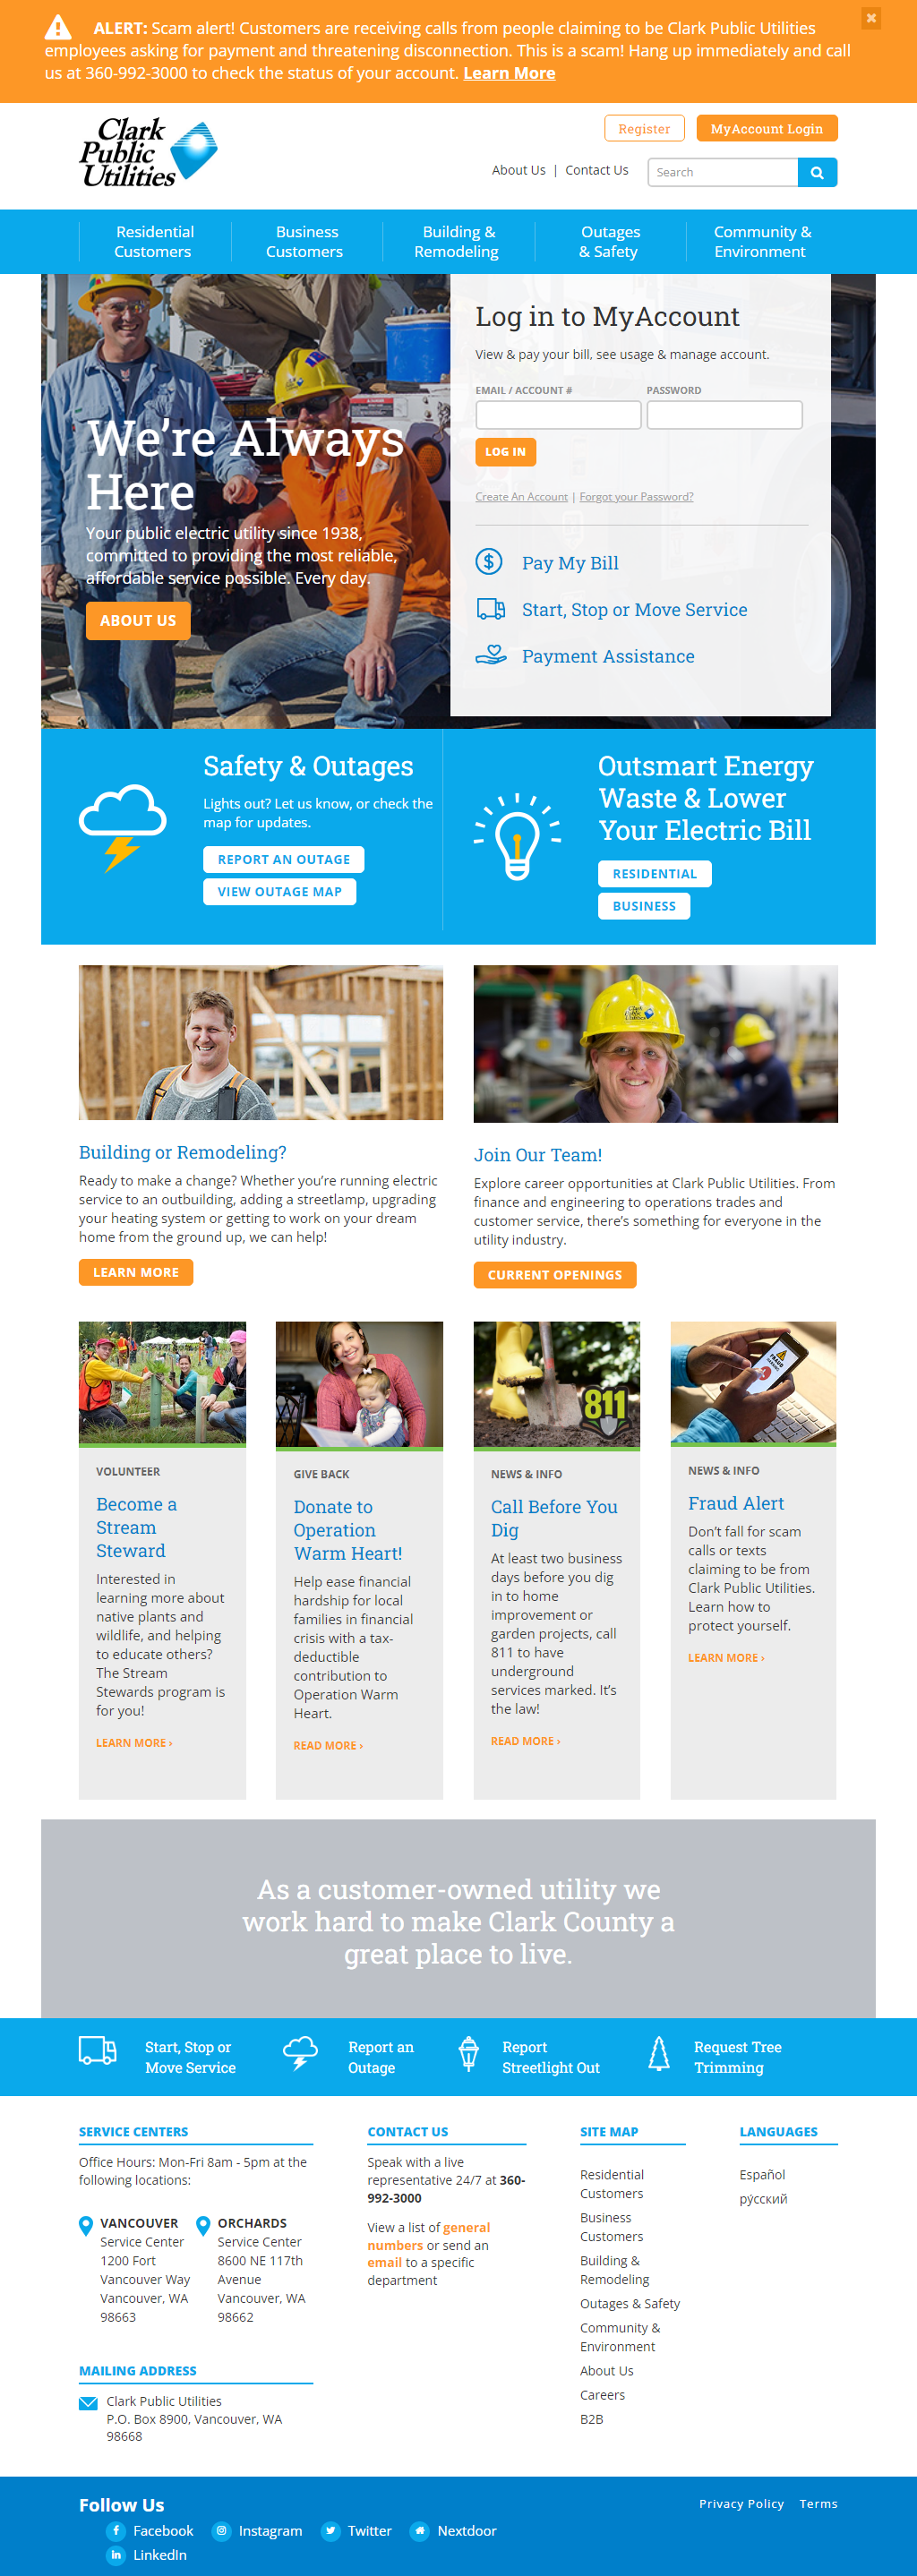 ALERT: Scam alert! Customers are receiving calls from people claiming to be Clark Public Utilities
employees asking for payment and threatening disconnection. This is a scam! Hang up immediately and call
us at 360-992-3000 to check the status of your account. Learn More
Clark
Public
Utilities
Register
MyAccount Login
About Us | Contact Us
Search
Residential
Customers
Business
Customers
Building &
Remodeling
Outages
& Safety
Community &
Environment
We're Always
Here
Your public electric utility since 1938,
committed to providing the most reliable,
affordable service possible. Every day.
ABOUT US
Log in to MyAccount
View & pay your bill, see usage & manage account.
EMAIL / ACCOUNT #
PASSWORD
LOG IN
Create An Account | Forgot your Password?
Pay My Bill
Start, Stop or Move Service
Payment Assistance
Safety & Outages
Lights out? Let us know, or check the
map for updates.
REPORT AN OUTAGE
VIEW OUTAGE MAP
Outsmart Energy
Waste & Lower
Your Electric Bill
RESIDENTIAL
BUSINESS
Building or Remodeling?
Ready to make a change? Whether you're running electric
service to an outbuilding, adding a streetlamp, upgrading
your heating system or getting to work on your dream
home from the ground up, we can help!
LEARN MORE
Clark
Public
Utilities
Join Our Team!
Explore career opportunities at Clark Public Utilities. From
finance and engineering to operations trades and
customer service, there's something for everyone in the
utility industry.
CURRENT OPENINGS
VOLUNTEER
Become a
Stream
Steward
Interested in
learning more about
native plants and
wildlife, and helping
to educate others?
The Stream
Stewards program is
for you!
LEARN MORE ›
GIVE BACK
Donate to
Operation
Warm Heart!
Help ease financial
hardship for local
families in financial
crisis with a tax-
deductible
contribution to
Operation Warm
Heart.
READ MORE ›
811
NEWS & INFO
Call Before You
Dig
At least two business
days before you dig
in to home
improvement or
garden projects, call
811 to have
underground
services marked. It's
the law!
READ MORE ›
FRAUD
NEWS & INFO
Fraud Alert
Don't fall for scam
calls or texts
claiming to be from
Clark Public Utilities.
Learn how to
protect yourself.
LEARN MORE ›
As a customer-owned utility we
work hard to make Clark County a
great place to live.
Start, Stop or
Move Service
Report an
Outage
Report
Streetlight Out
Request Tree
Trimming
SERVICE CENTERS
Office Hours: Mon-Fri 8am - 5pm at the
following locations:
VANCOUVER
Service Center
1200 Fort
Vancouver Way
Vancouver, WA
98663
ORCHARDS
Service Center
8600 NE 117th
Avenue
Vancouver, WA
98662
MAILING ADDRESS
Clark Public Utilities
P.O. Box 8900, Vancouver, WA
98668
CONTACT US
Speak with a live
representative 24/7 at 360-
992-3000
View a list of general
numbers or send an
email to a specific
department
SITE MAP
Residential
Customers
Business
Customers
Building &
Remodeling
Outages & Safety
Community &
Environment
About Us
Careers
B2B
LANGUAGES
Español
ру́сский
Follow Us
Facebook
Instagram
Twitter
Nextdoor
LinkedIn
Privacy Policy
Terms